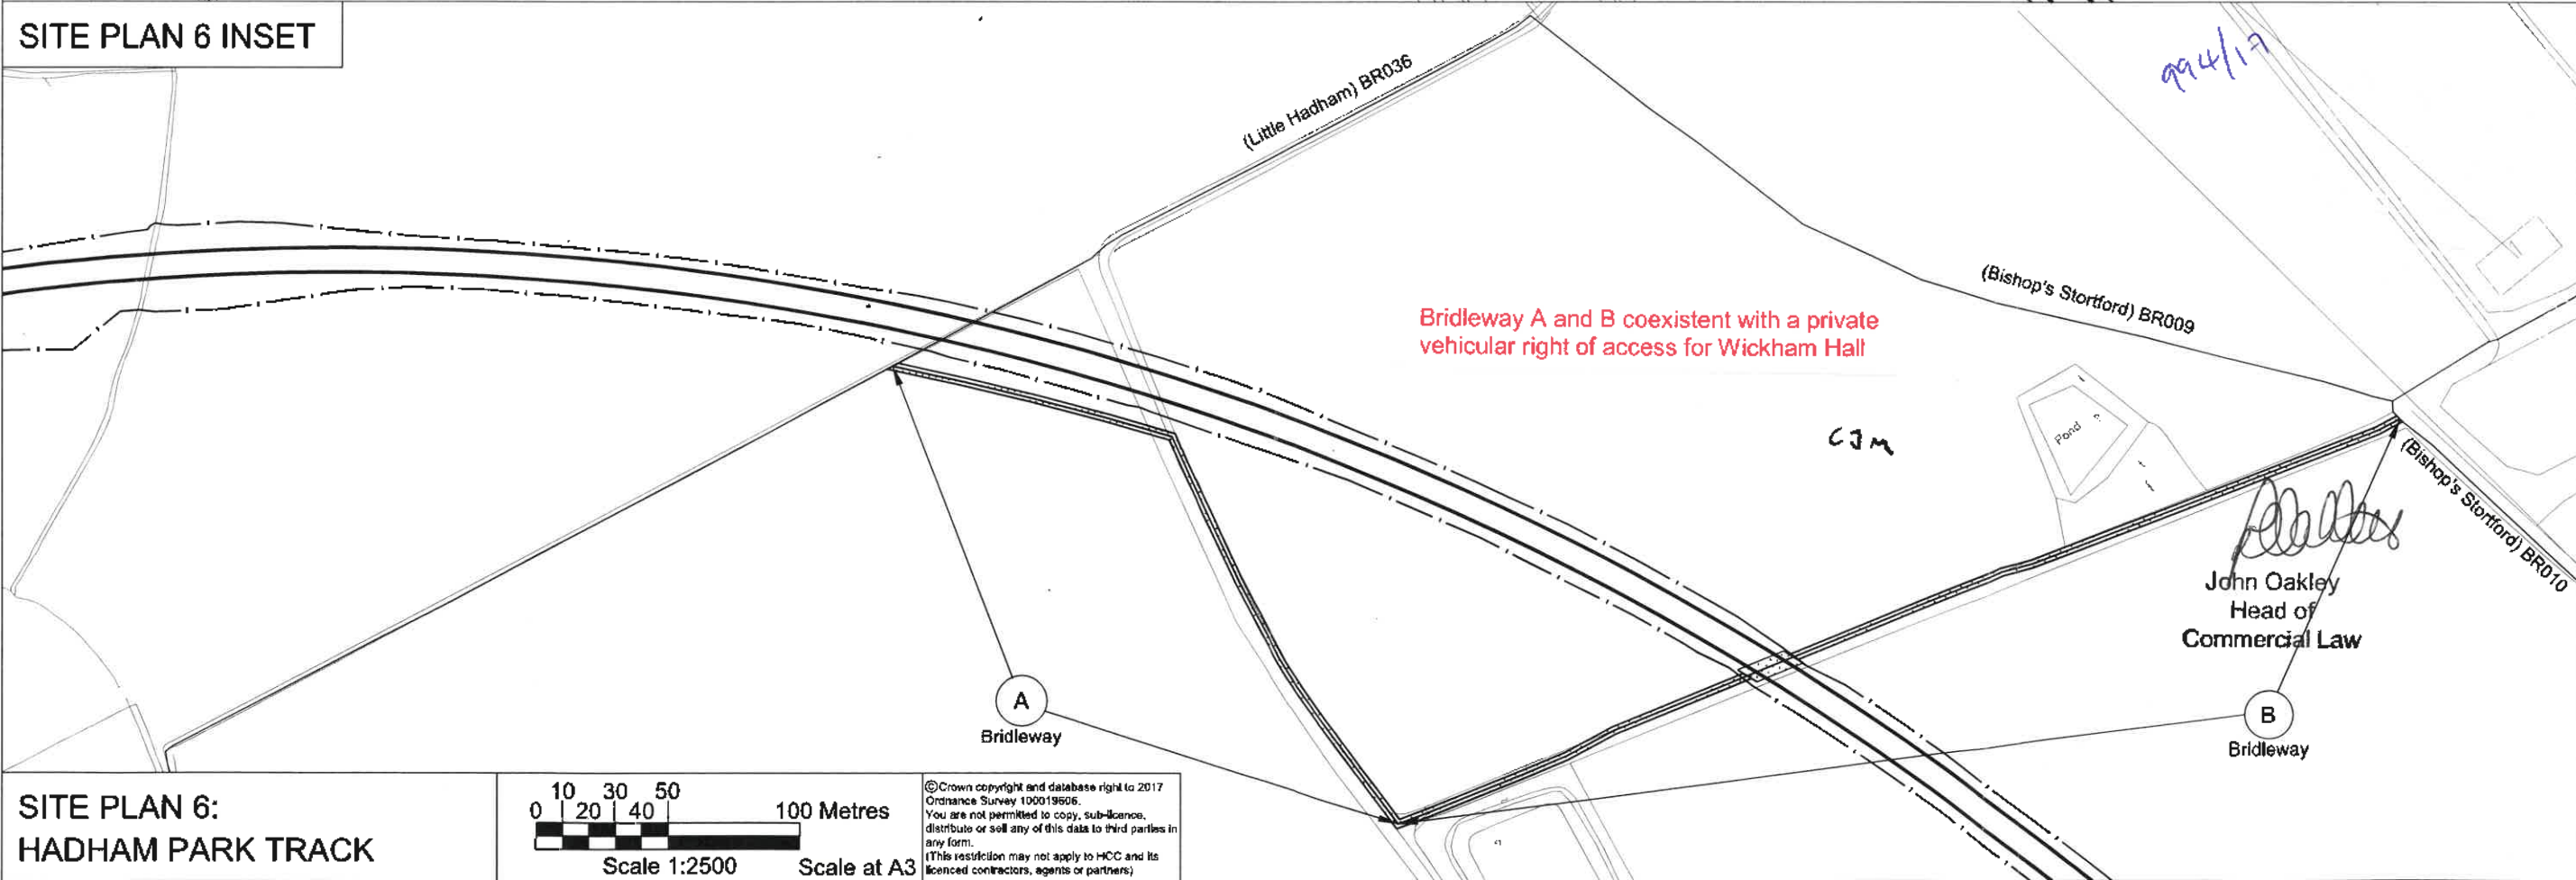 SITE PLAN 6 INSET
994/17
(Little Hadham) BR036
(Bishop's Stortford) BR009
Bridleway A and B coexistent with a private
vehicular right of access for Wickham Hall
CJM
Pond
(Bishop's Stortford) BR010
John Oakley
Head of
Commercial Law
A
Bridleway
B
Bridleway
SITE PLAN 6:
HADHAM PARK TRACK
0 10 20 30 40 50 100 Metres
Scale 1:2500 Scale at A3
©Crown copyright and database right to 2017
Ordnance Survey 100019606.
You are not permitted to copy, sub-licence,
distribute or sell any of this data to third parties in
any form.
(This restriction may not apply to HCC and its
licenced contractors, agents or partners)